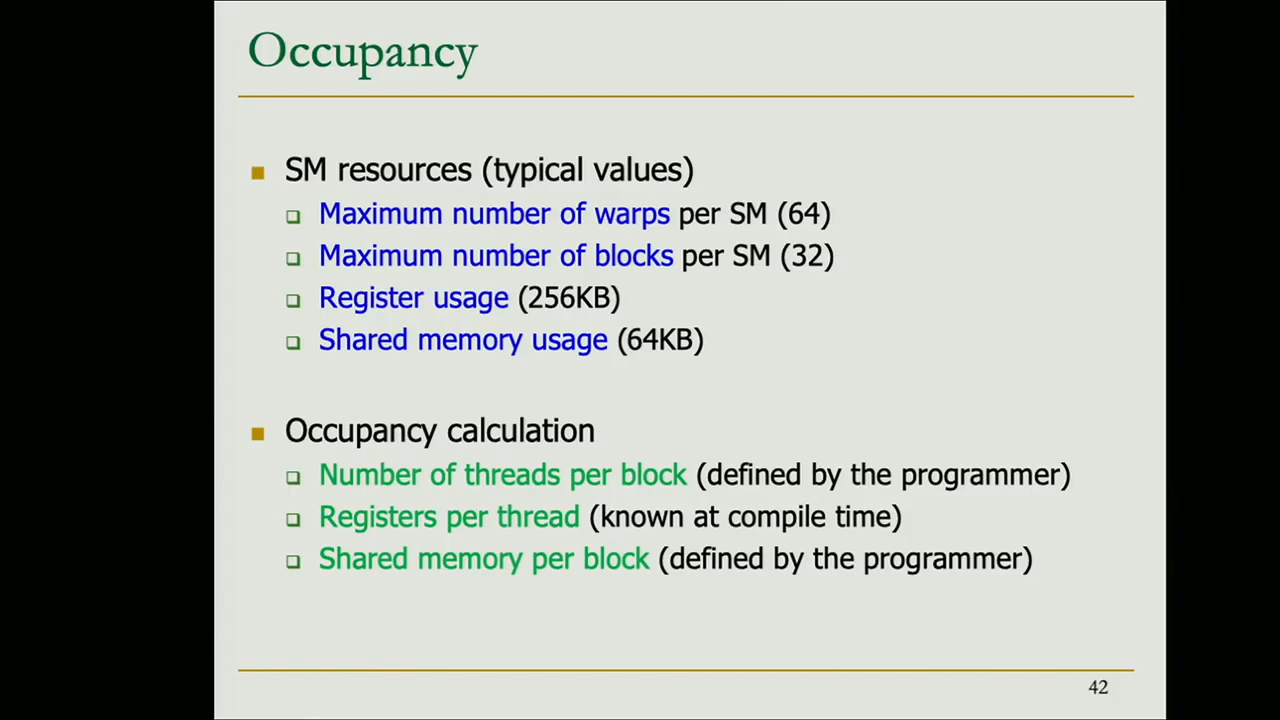 Occupancy
SM resources (typical values)
Maximum number of warps per SM (64)
Maximum number of blocks per SM (32)
Register usage (256KB)
Shared memory usage (64KB)
Occupancy calculation
Number of threads per block (defined by the programmer)
Registers per thread (known at compile time)
Shared memory per block (defined by the programmer)
42